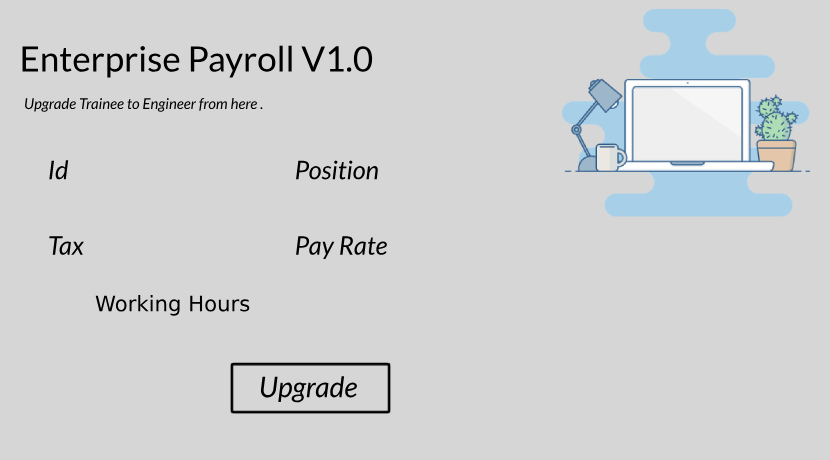 Enterprise Payroll V1.0
Upgrade Trainee to Engineer from here .
Id Position
Tax Pay Rate
Working Hours
Upgrade